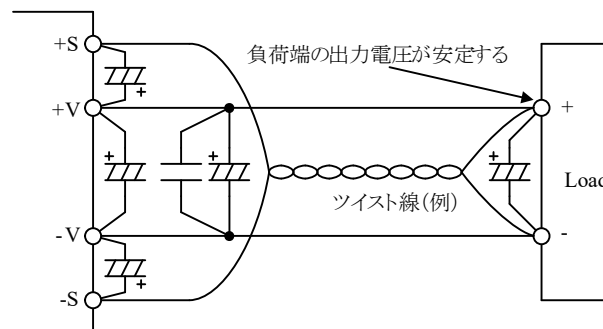 +S
負荷端の出力電圧が安定する
+
+V
+
+
+
+
ツイスト線(例)
Load
-V
-
+
-S